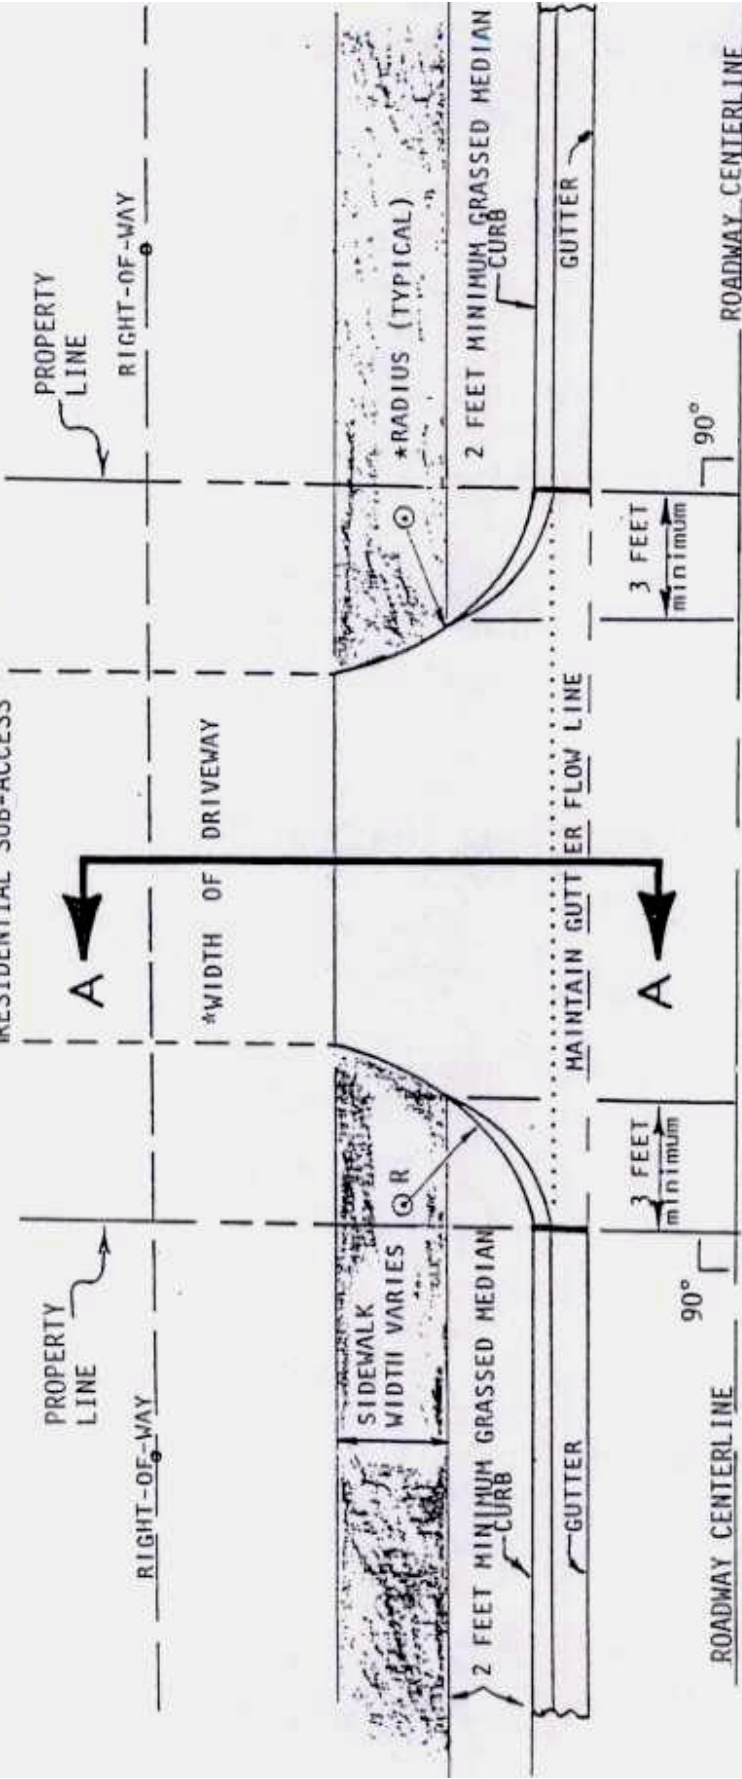 RESIDENTIAL SUB-ACCESS
PROPERTY
LINE
PROPERTY
LINE
RIGHT-OF-WAY
RIGHT-OF-WAY
*WIDTH OF DRIVEWAY
A
SIDEWALK
WIDTH VARIES
R
*RADIUS (TYPICAL)
2 FEET MINIMUM GRASSED MEDIAN
CURB
2 FEET MINIMUM GRASSED MEDIAN
CURB
GUTTER
MAINTAIN GUTTER FLOW LINE
GUTTER
A
3 FEET
minimum
3 FEET
minimum
90°
90°
ROADWAY CENTERLINE
ROADWAY CENTERLINE